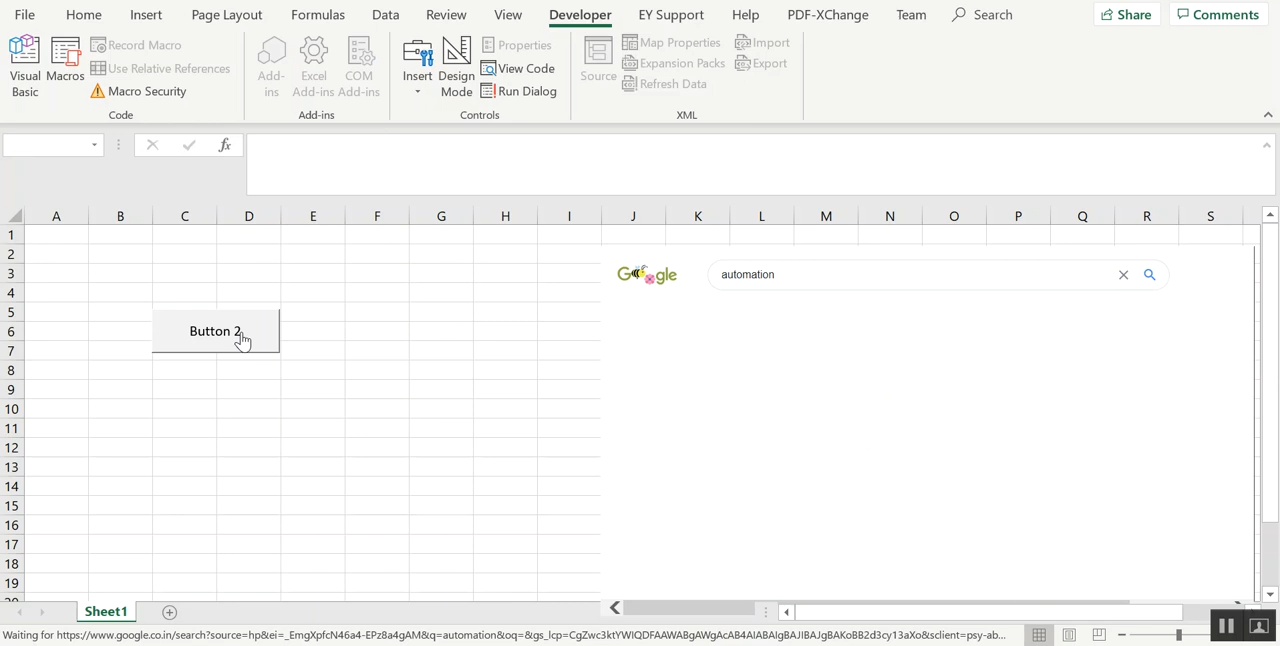 File Home Insert Page Layout Formulas Data Review View Developer EY Support Help PDF-XChange Team Search Share Comments
Visual Basic
Macros
Record Macro
Use Relative References
Macro Security
Code
Add-ins
Excel Add-ins
COM Add-ins
Add-ins
Insert
Design Mode
Properties
View Code
Run Dialog
Controls
Source
Map Properties
Expansion Packs
Refresh Data
Import
Export
XML
fx
A B C D E F G H I J K L M N O P Q R S
1
2
3
4
5
6
7
8
9
10
11
12
13
14
15
16
17
18
19
Google
automation
Button 2
Sheet1
Waiting for https://www.google.co.in/search?source=hp&ei=_EmgXpfcN46a4-EPz8a4gAM&q=automation&oq=&gs_lcp=CgZwc3ktYWIQDFAAWABgAWgAcAB4AIABAIgBAJIBAJgBAKoBB2d3cy13aXo&sclient=psy-ab...